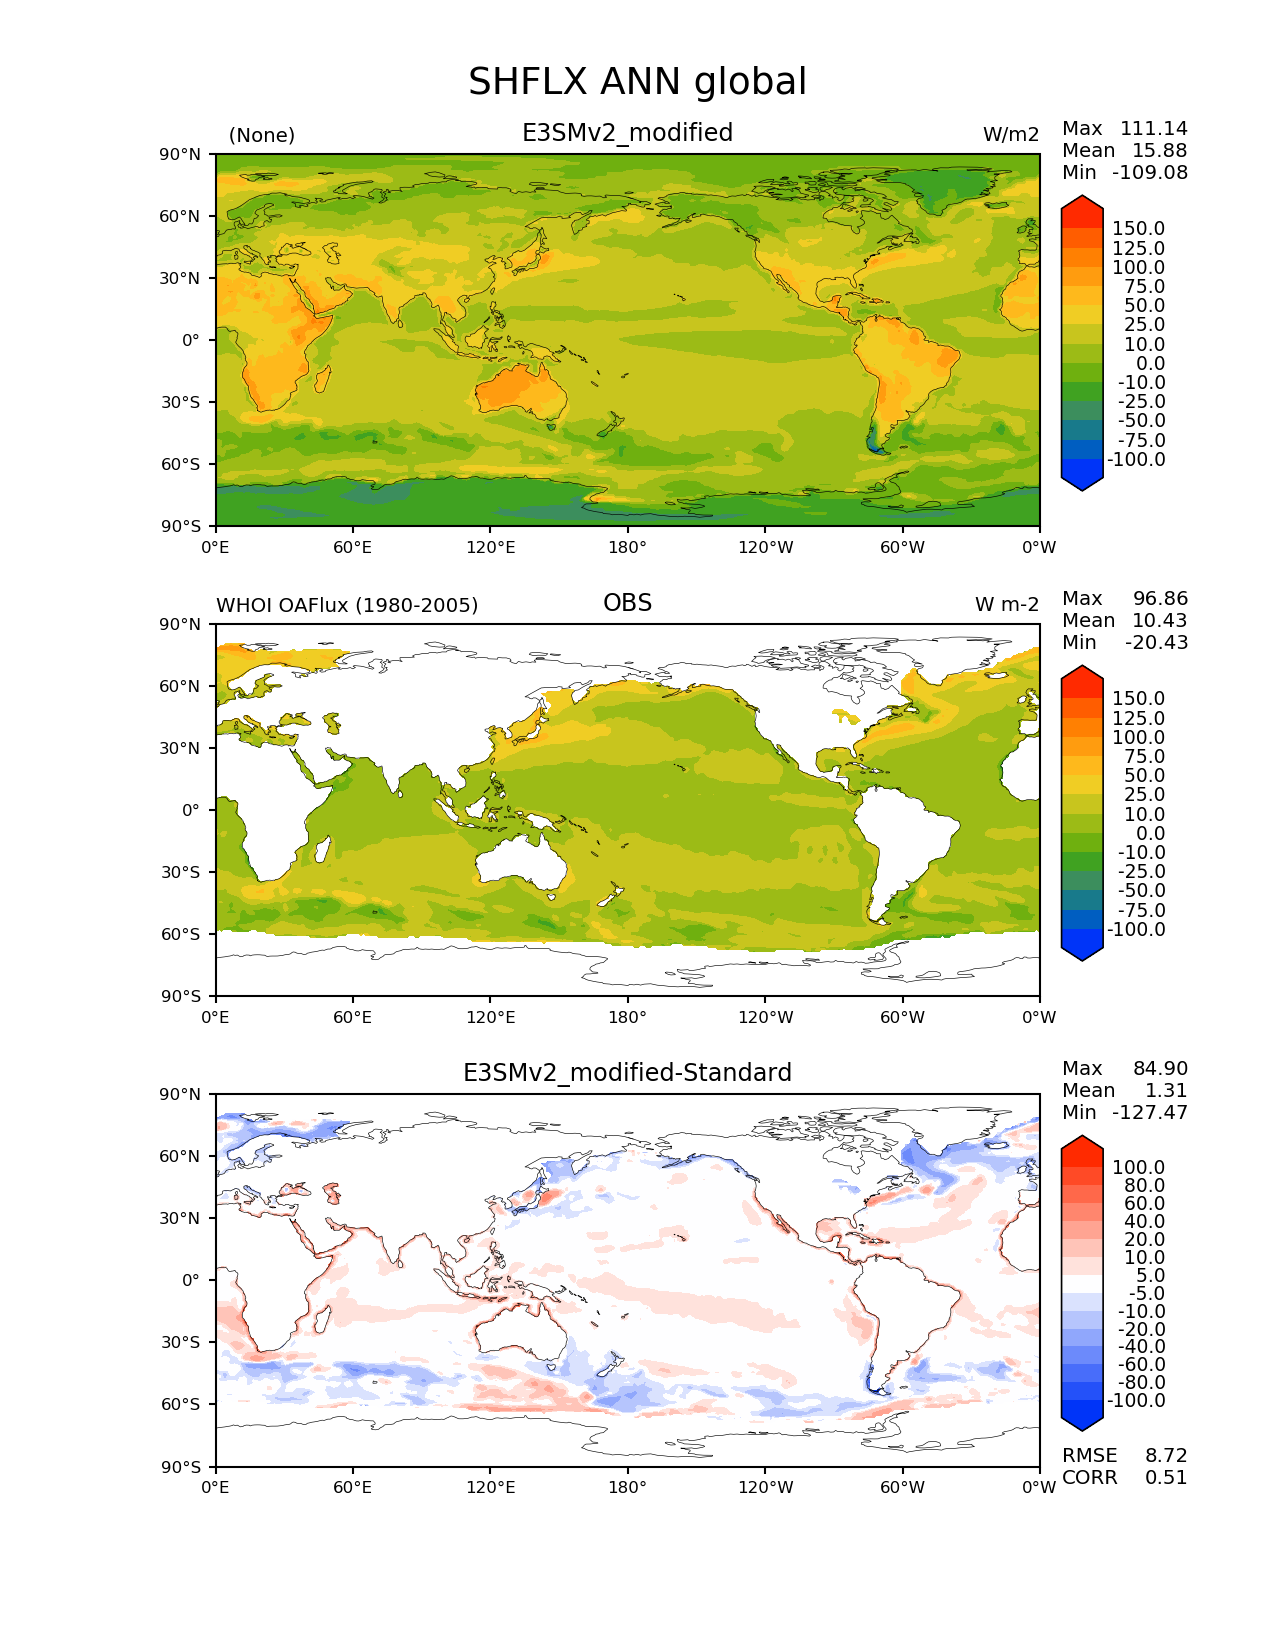 SHFLX ANN global
(None) E3SMv2_modified W/m2
Max 111.14
Mean 15.88
Min -109.08
90°N
60°N
30°N
0°
30°S
60°S
90°S
0°E 60°E 120°E 180° 120°W 60°W 0°W
150.0
125.0
100.0
75.0
50.0
25.0
10.0
0.0
-10.0
-25.0
-50.0
-75.0
-100.0
WHOI OAFlux (1980-2005) OBS W m-2
Max 96.86
Mean 10.43
Min -20.43
90°N
60°N
30°N
0°
30°S
60°S
90°S
0°E 60°E 120°E 180° 120°W 60°W 0°W
150.0
125.0
100.0
75.0
50.0
25.0
10.0
0.0
-10.0
-25.0
-50.0
-75.0
-100.0
E3SMv2_modified-Standard
Max 84.90
Mean 1.31
Min -127.47
90°N
60°N
30°N
0°
30°S
60°S
90°S
0°E 60°E 120°E 180° 120°W 60°W 0°W
100.0
80.0
60.0
40.0
20.0
10.0
5.0
-5.0
-10.0
-20.0
-40.0
-60.0
-80.0
-100.0
RMSE 8.72
CORR 0.51